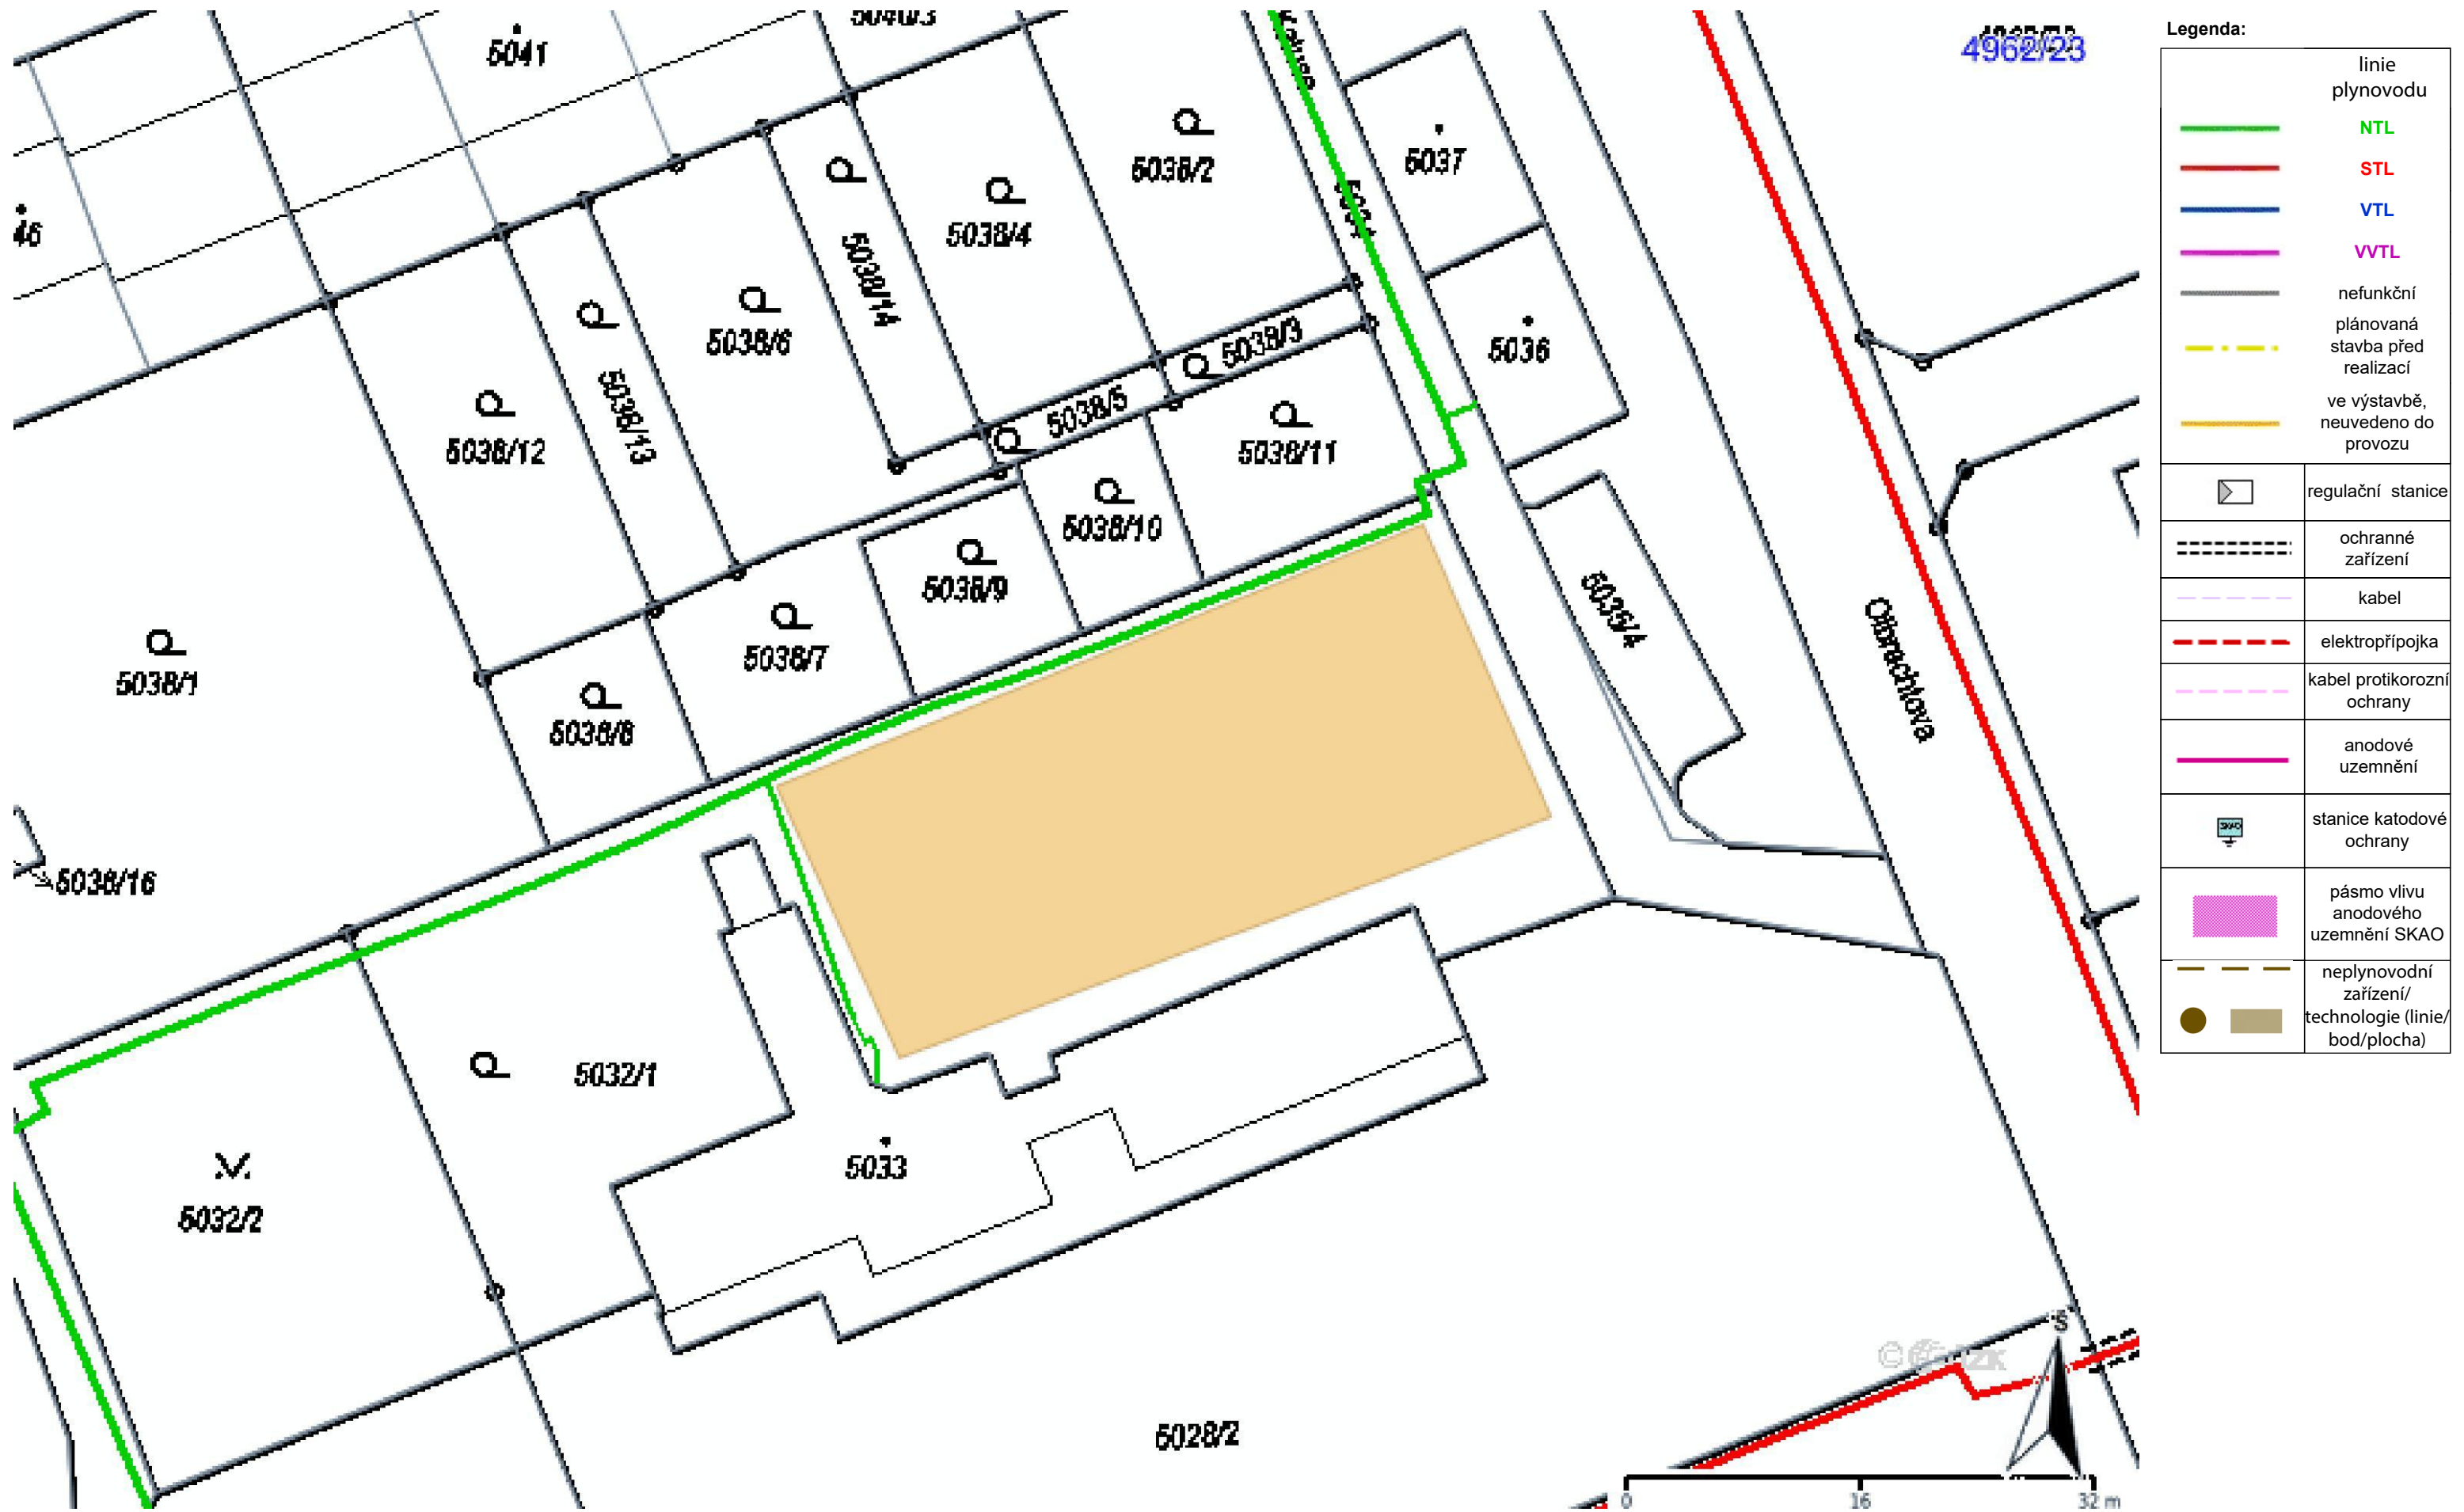 5041
5040/3
4962/23
46
5037
5038/2
5038/4
5038/14
5038/6
5038/3
5036
5038/5
5038/13
5038/12
5038/11
5038/10
5038/9
5038/7
5038/8
5038/1
5035/4
Olbrachtova
5038/16
5032/1
5033
5032/2
5028/2
S
0 16 32 m
Legenda:
linie
plynovodu
NTL
STL
VTL
VVTL
nefunkční
plánovaná
stavba před
realizací
ve výstavbě,
neuvedeno do
provozu
regulační stanice
ochranné
zařízení
kabel
elektropřípojka
kabel protikorozní
ochrany
anodové
uzemnění
SKAO
stanice katodové
ochrany
pásmo vlivu
anodového
uzemnění SKAO
neplynovodní
zařízení/
technologie (linie/
bod/plocha)